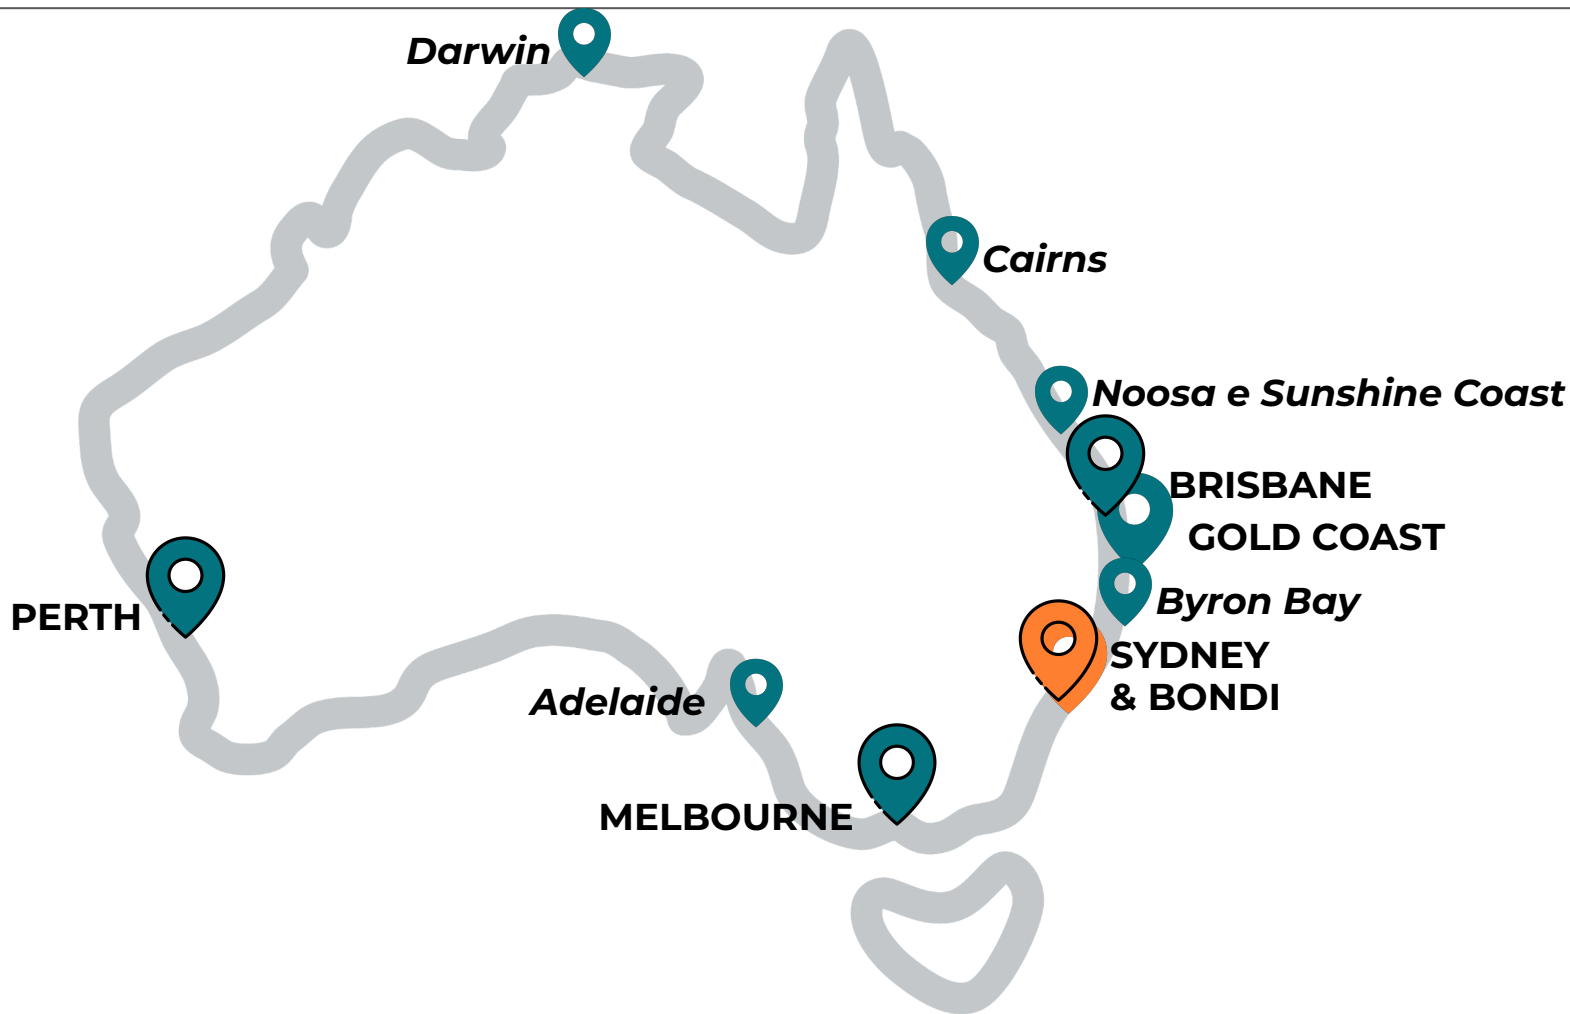 Darwin
Cairns
Noosa e Sunshine Coast
BRISBANE
GOLD COAST
Byron Bay
PERTH
SYDNEY
& BONDI
Adelaide
MELBOURNE